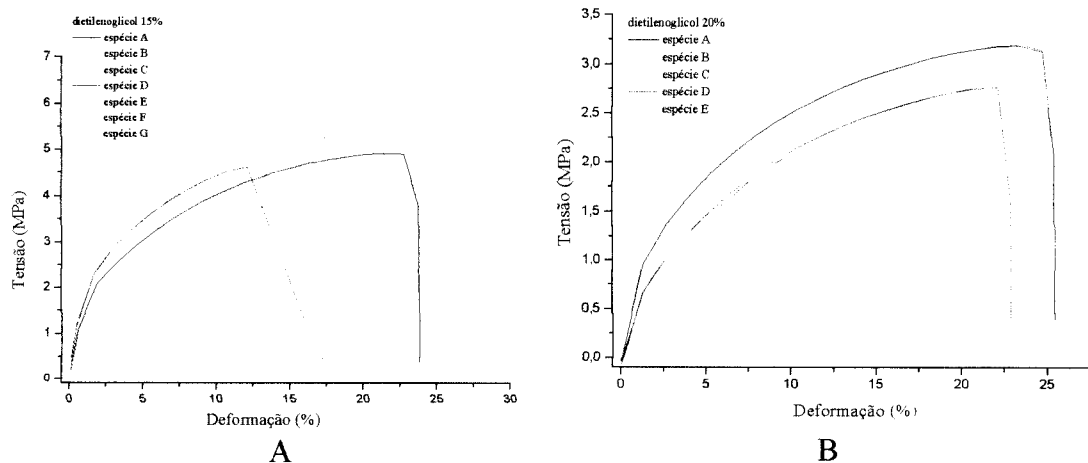 dietilenoglicol 15%
espécie A
espécie B
espécie C
espécie D
espécie E
espécie F
espécie G
7
6
5
4
3
2
1
0
Tensão (MPa)
0 5 10 15 20 25 30
Deformação (%)
A
dietilenoglicol 20%
espécie A
espécie B
espécie C
espécie D
espécie E
3,5
3,0
2,5
2,0
1,5
1,0
0,5
0,0
Tensão (MPa)
0 5 10 15 20 25
Deformação (%)
B